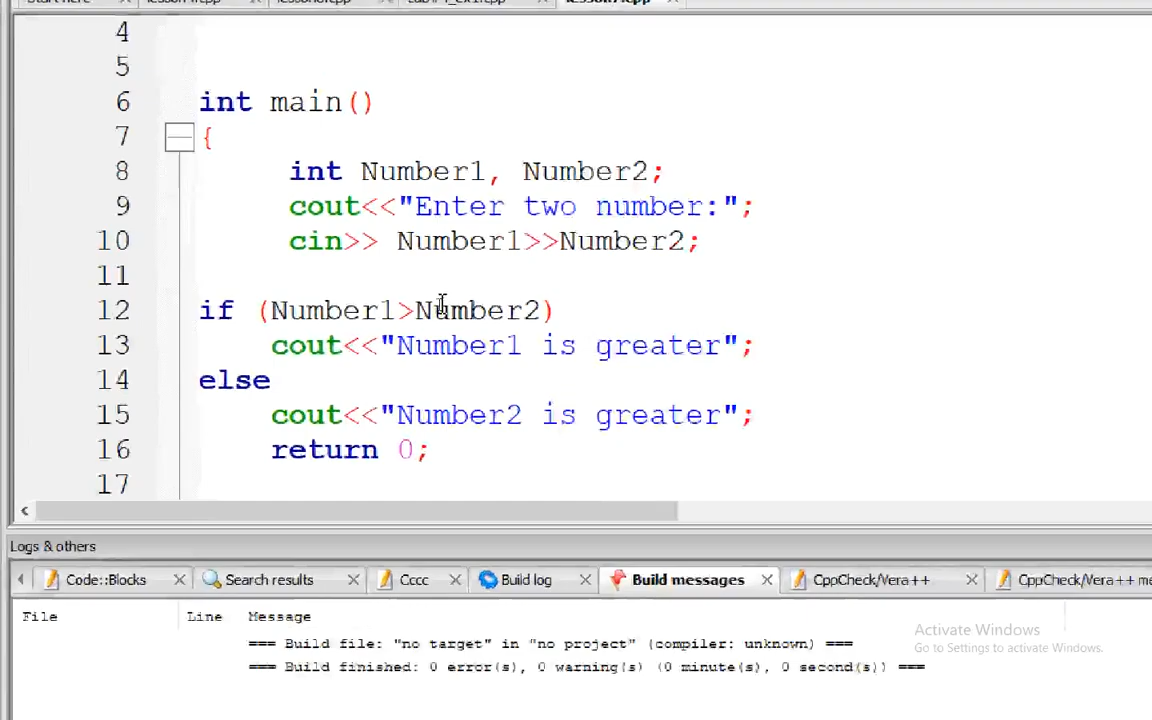 4
5
6 int main()
7 {
8 int Number1, Number2;
9 cout<<"Enter two number:";
10 cin>> Number1>>Number2;
11
12 if (Number1>Number2)
13 cout<<"Number1 is greater";
14 else
15 cout<<"Number2 is greater";
16 return 0;
17
Logs & others
Code::Blocks Search results Cccc Build log Build messages CppCheck/Vera++ CppCheck/Vera++ me
File Line Message
=== Build file: "no target" in "no project" (compiler: unknown) ===
=== Build finished: 0 error(s), 0 warning(s) (0 minute(s), 0 second(s)) ===
Activate Windows
Go to Settings to activate Windows.